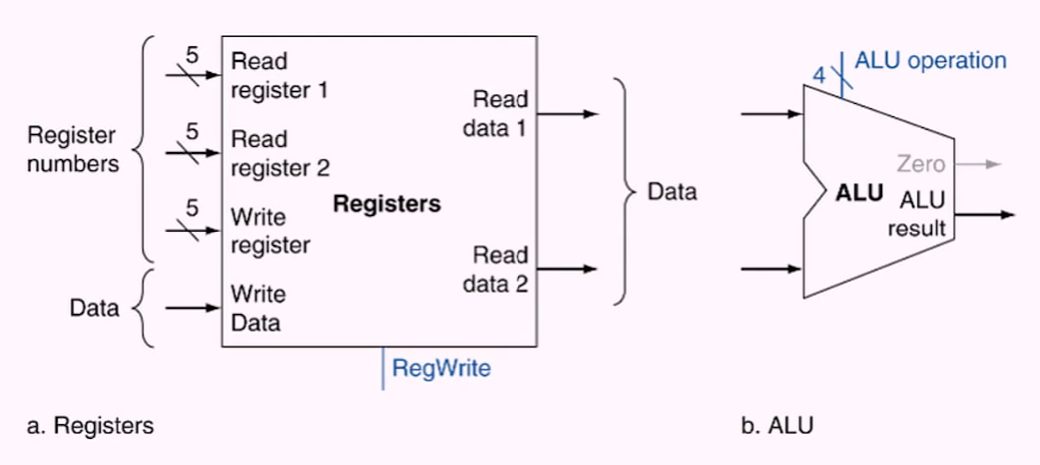 Register
numbers
5
Read
register 1
5
Read
register 2
5
Write
register
Data
Write
Data
Registers
Read
data 1
Read
data 2
Data
RegWrite
a. Registers
4
ALU operation
Zero
ALU
ALU
result
b. ALU